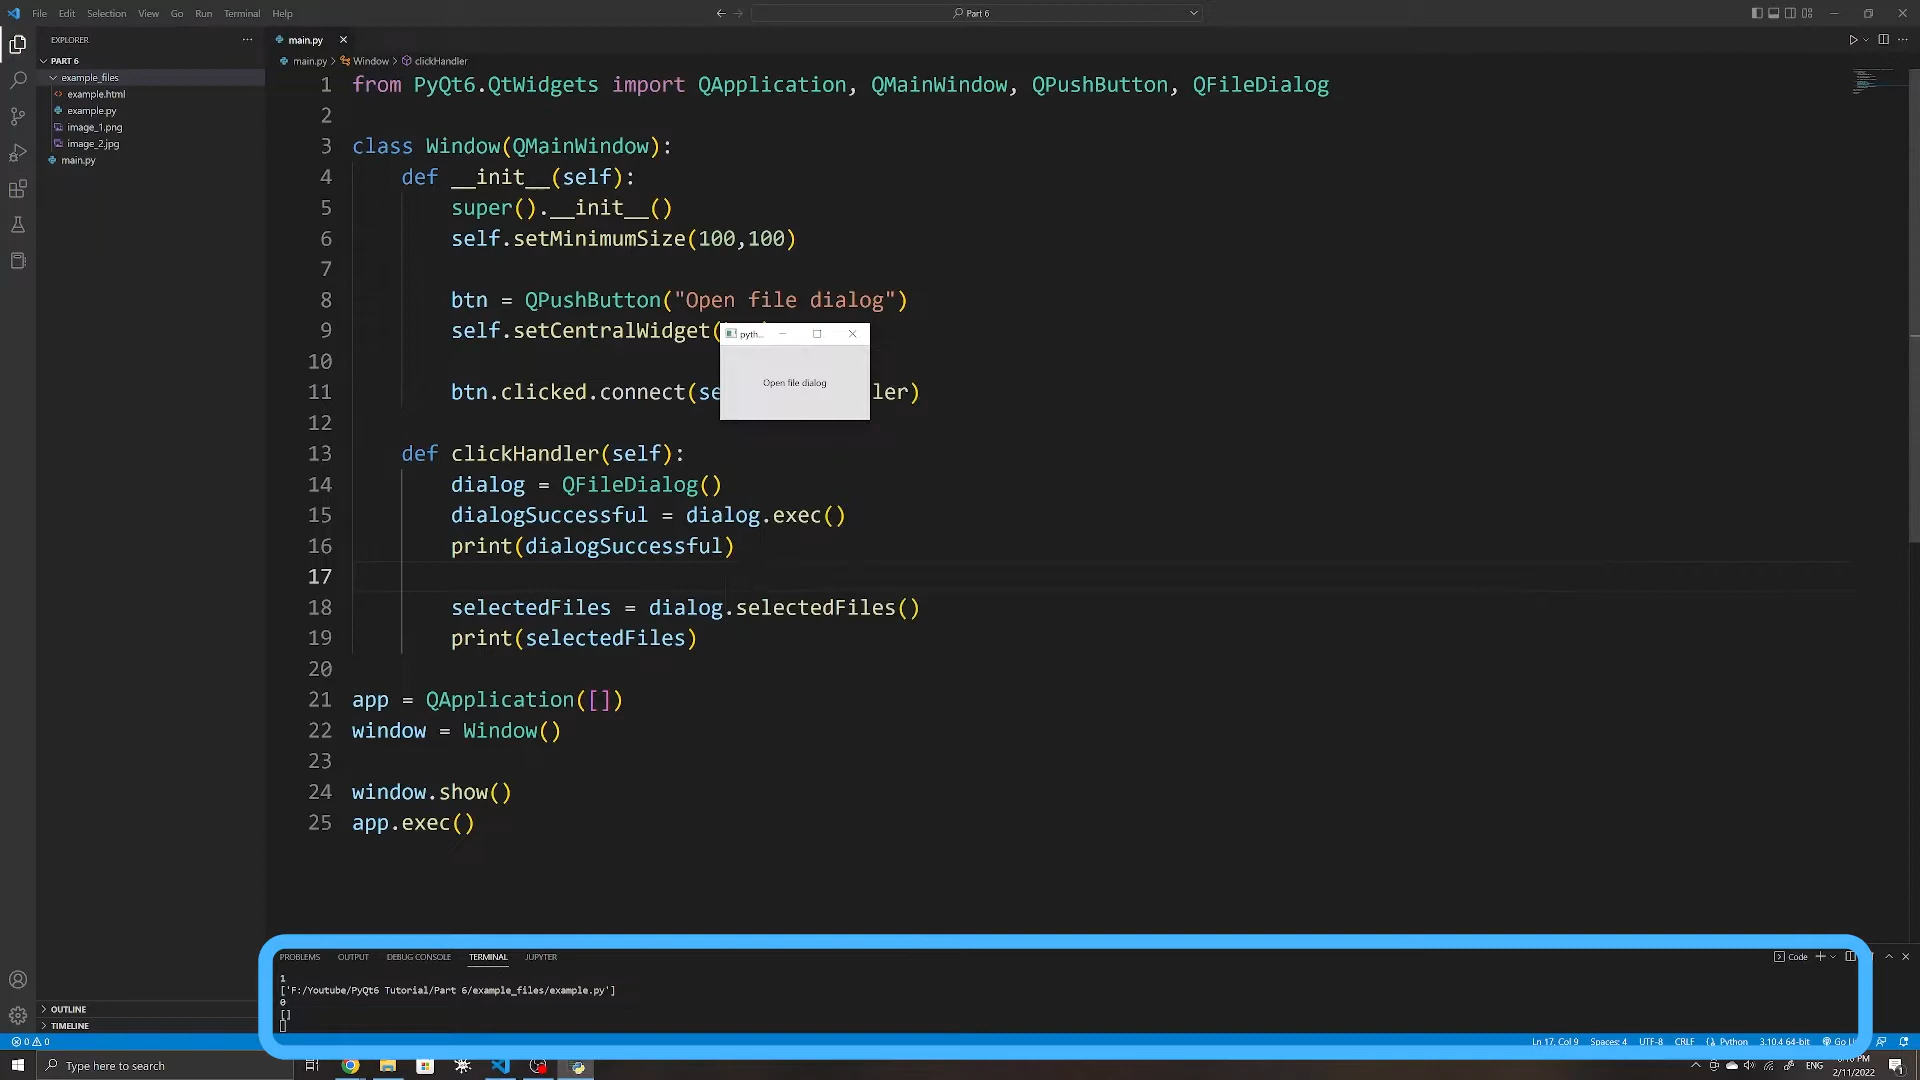 File Edit Selection View Go Run Terminal Help
Part 6
EXPLORER
main.py
PART 6
main.py > Window > clickHandler
example_files
example.html
example.py
image_1.png
image_2.jpg
main.py
1 from PyQt6.QtWidgets import QApplication, QMainWindow, QPushButton, QFileDialog
2
3 class Window(QMainWindow):
4 def __init__(self):
5 super().__init__()
6 self.setMinimumSize(100,100)
7
8 btn = QPushButton("Open file dialog")
9 self.setCentralWidget(
pyth...
10
Open file dialog
11 btn.clicked.connect(se ler)
12
13 def clickHandler(self):
14 dialog = QFileDialog()
15 dialogSuccessful = dialog.exec()
16 print(dialogSuccessful)
17
18 selectedFiles = dialog.selectedFiles()
19 print(selectedFiles)
20
21 app = QApplication([])
22 window = Window()
23
24 window.show()
25 app.exec()
PROBLEMS OUTPUT DEBUG CONSOLE TERMINAL JUPYTER
Code
1
['F:/Youtube/PyQt6 Tutorial/Part 6/example_files/example.py']
0
[]
OUTLINE
TIMELINE
0 0
Ln 17, Col 9 Spaces: 4 UTF-8 CRLF Python 3.10.4 64-bit Go
Type here to search
ENG
2/11/2022
1